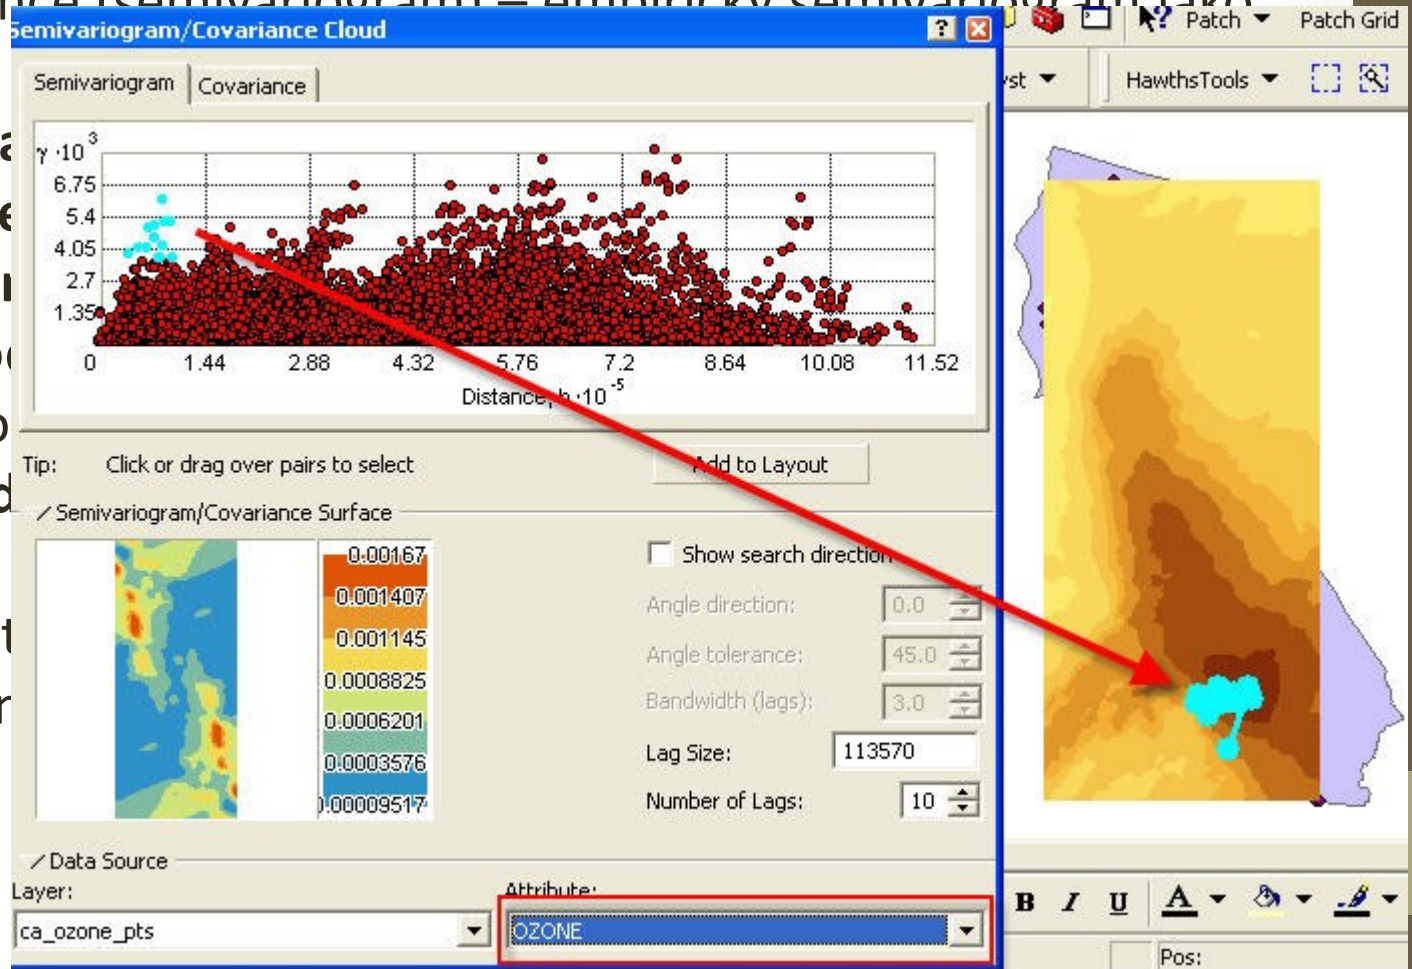 Semivariogram/Covariance Cloud
Patch Patch Grid
HawthsTools
Semivariogram Covariance
γ ·10 3
6.75
5.4
4.05
2.7
1.35
0 1.44 2.88 4.32 5.76 7.2 8.64 10.08 11.52
Distance, h ·10 -5
Tip: Click or drag over pairs to select
Add to Layout
Semivariogram/Covariance Surface
0.00167
0.001407
0.001145
0.0008825
0.0006201
0.0003576
0.00009517
Show search direction
Angle direction: 0.0
Angle tolerance: 45.0
Bandwidth (lags): 3.0
Lag Size: 113570
Number of Lags: 10
Data Source
Layer: Attribute:
ca_ozone_pts OZONE
B I U A
Pos: